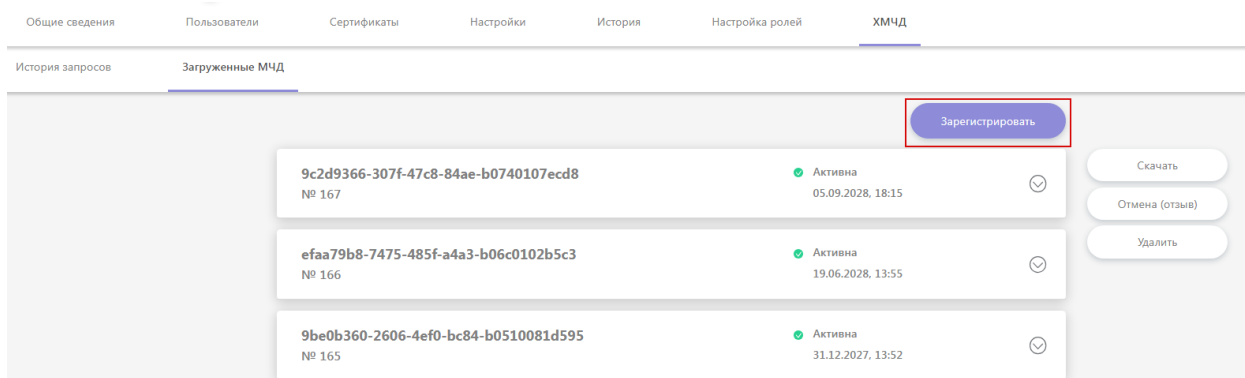 Общие сведения Пользователи Сертификаты Настройки История Настройка ролей ХМЧД
История запросов Загруженные МЧД
Зарегистрировать
9c2d9366-307f-47c8-84ae-b0740107ecd8 Активна
№ 167 05.09.2028, 18:15
Скачать
Отмена (отзыв)
Удалить
efaa79b8-7475-485f-a4a3-b06c0102b5c3 Активна
№ 166 19.06.2028, 13:55
9be0b360-2606-4ef0-bc84-b0510081d595 Активна
№ 165 31.12.2027, 13:52